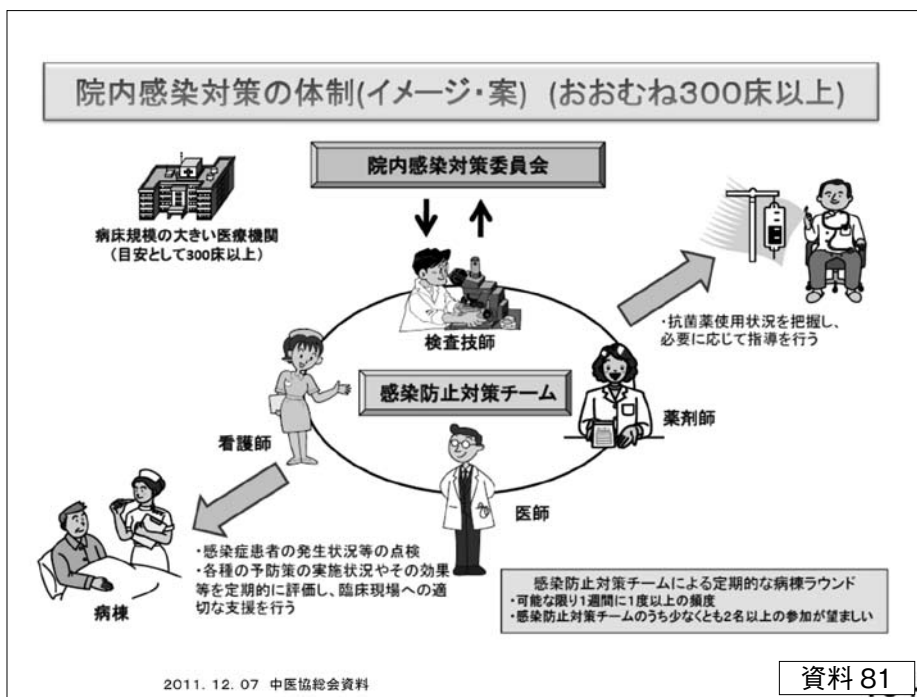 院内感染対策の体制(イメージ・案) (おおむね300床以上)
院内感染対策委員会
病床規模の大きい医療機関
(目安として300床以上)
検査技師
・抗菌薬使用状況を把握し、
必要に応じて指導を行う
感染防止対策チーム
薬剤師
看護師
医師
・感染症患者の発生状況等の点検
・各種の予防策の実施状況やその効果
等を定期的に評価し、臨床現場への適
切な支援を行う
病棟
感染防止対策チームによる定期的な病棟ラウンド
・可能な限り1週間に1度以上の頻度
・感染防止対策チームのうち少なくとも2名以上の参加が望ましい
2011. 12. 07 中医協総会資料
資料 81